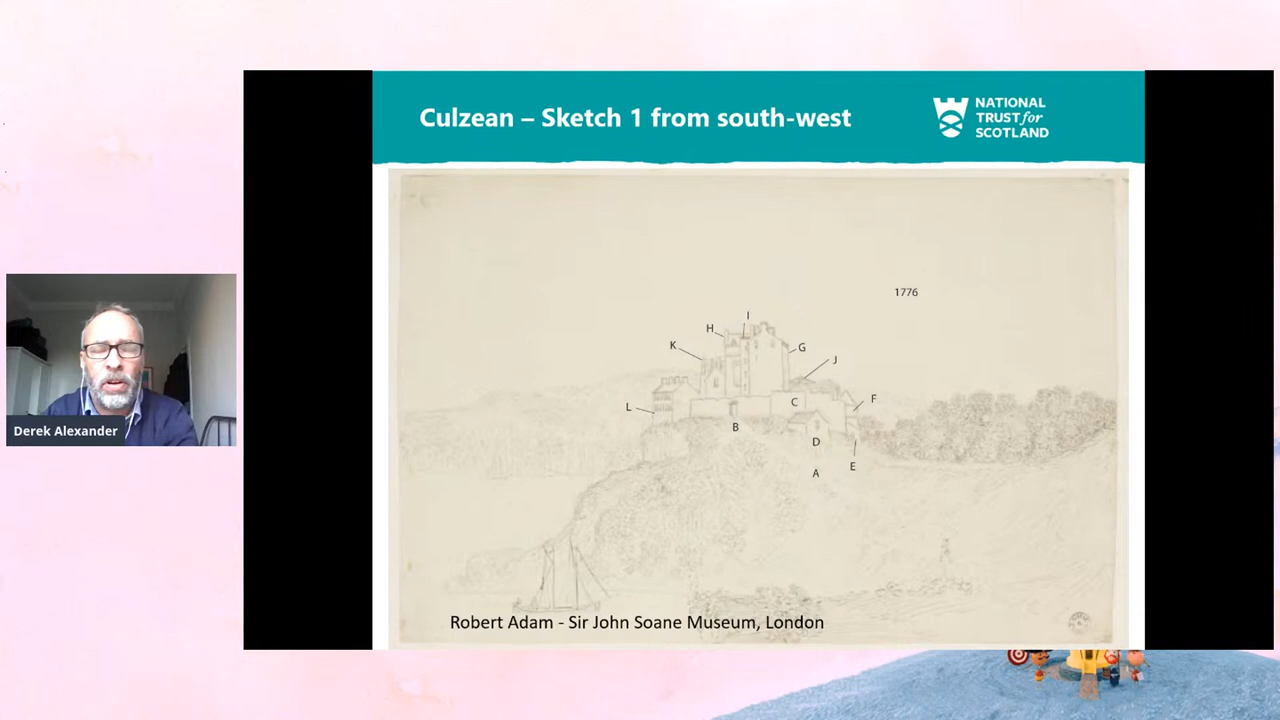 Culzean – Sketch 1 from south-west
NATIONAL
TRUST for
SCOTLAND
1776
I
H
G
K
J
F
L
C
B
D
E
A
Derek Alexander
Robert Adam - Sir John Soane Museum, London